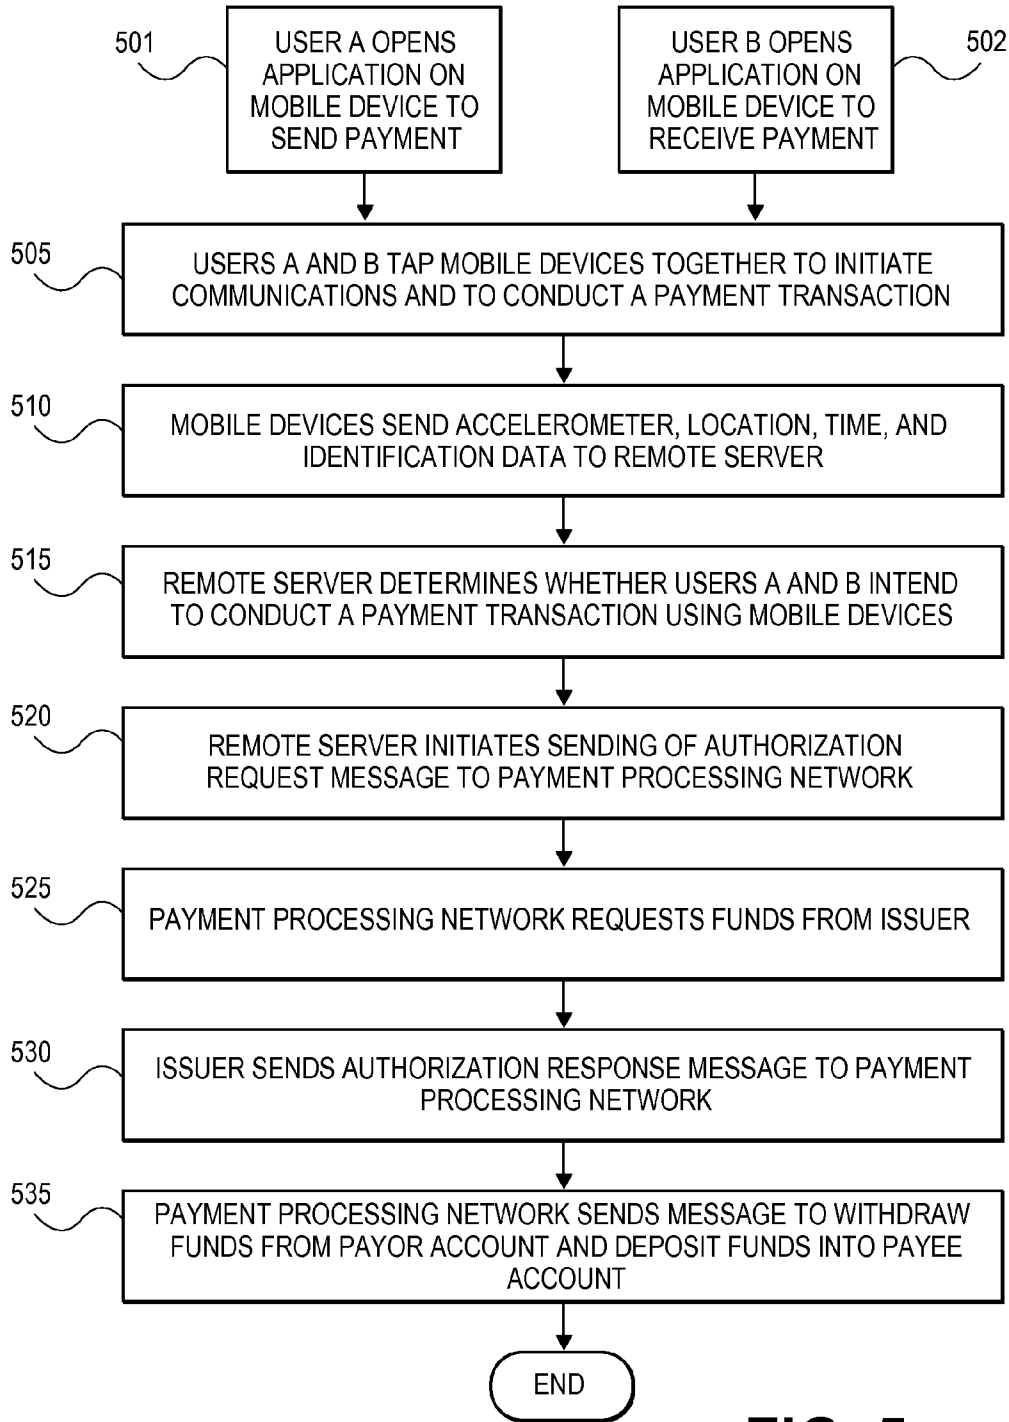 501
USER A OPENS
APPLICATION ON
MOBILE DEVICE TO
SEND PAYMENT
USER B OPENS
APPLICATION ON
MOBILE DEVICE TO
RECEIVE PAYMENT
502
505
USERS A AND B TAP MOBILE DEVICES TOGETHER TO INITIATE
COMMUNICATIONS AND TO CONDUCT A PAYMENT TRANSACTION
510
MOBILE DEVICES SEND ACCELEROMETER, LOCATION, TIME, AND
IDENTIFICATION DATA TO REMOTE SERVER
515
REMOTE SERVER DETERMINES WHETHER USERS A AND B INTEND
TO CONDUCT A PAYMENT TRANSACTION USING MOBILE DEVICES
520
REMOTE SERVER INITIATES SENDING OF AUTHORIZATION
REQUEST MESSAGE TO PAYMENT PROCESSING NETWORK
525
PAYMENT PROCESSING NETWORK REQUESTS FUNDS FROM ISSUER
530
ISSUER SENDS AUTHORIZATION RESPONSE MESSAGE TO PAYMENT
PROCESSING NETWORK
535
PAYMENT PROCESSING NETWORK SENDS MESSAGE TO WITHDRAW
FUNDS FROM PAYOR ACCOUNT AND DEPOSIT FUNDS INTO PAYEE
ACCOUNT
END